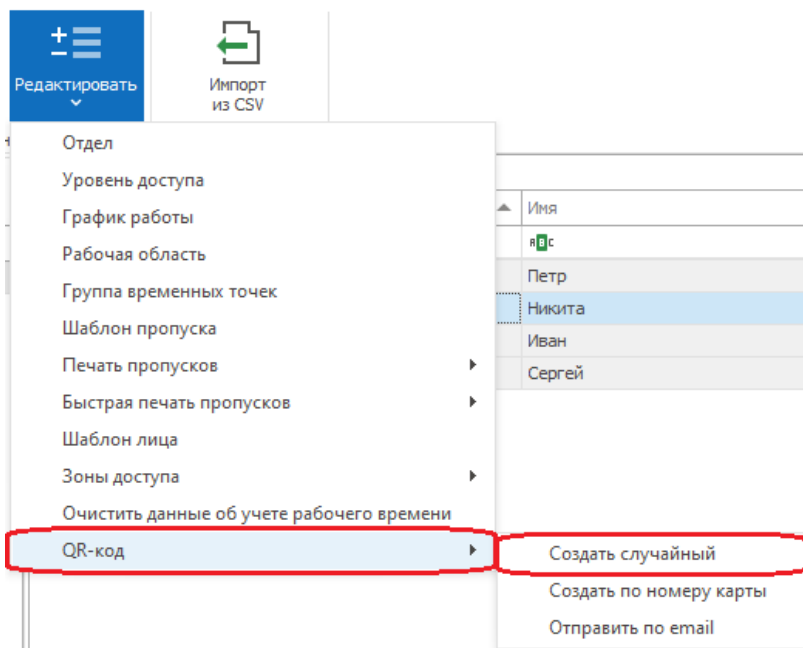 Редактировать
Импорт
из CSV
Отдел
Уровень доступа
График работы
Рабочая область
Группа временных точек
Шаблон пропуска
Печать пропусков
Быстрая печать пропусков
Шаблон лица
Зоны доступа
Очистить данные об учете рабочего времени
QR-код
Имя
ABC
Петр
Никита
Иван
Сергей
Создать случайный
Создать по номеру карты
Отправить по email